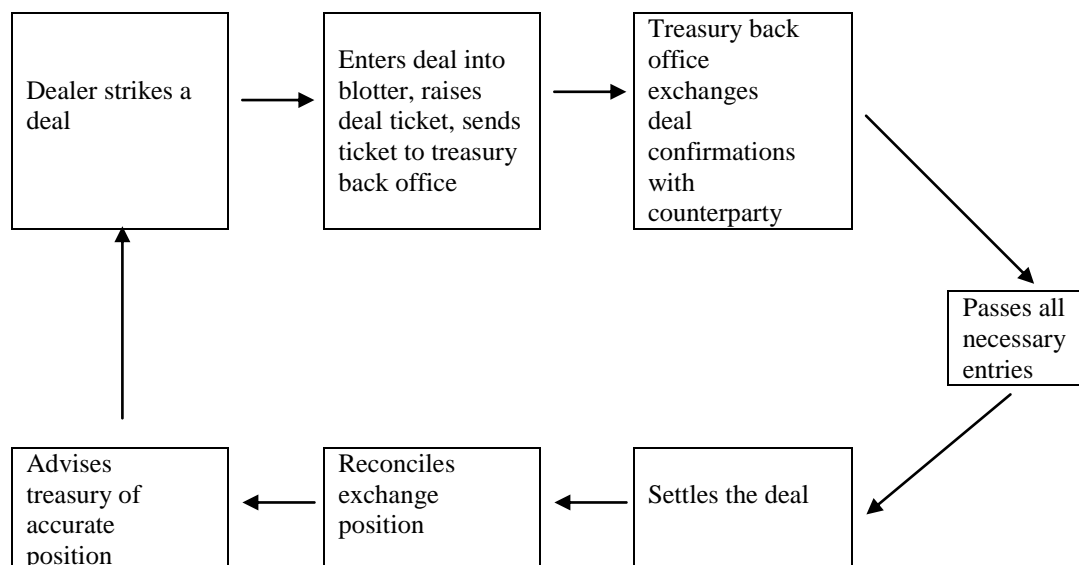 Dealer strikes a
deal
Enters deal into
blotter, raises
deal ticket, sends
ticket to treasury
back office
Treasury back
office
exchanges
deal
confirmations
with
counterparty
Passes all
necessary
entries
Settles the deal
Reconciles
exchange
position
Advises
treasury of
accurate
position